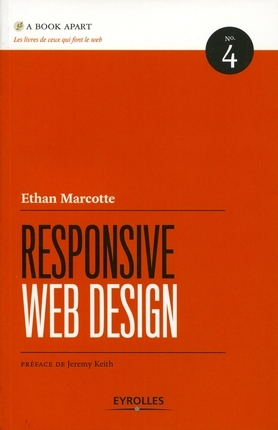 A BOOK APART
Les livres de ceux qui font le web
No.
4
Ethan Marcotte
RESPONSIVE
WEB DESIGN
PRÉFACE DE Jeremy Keith
EYROLLES